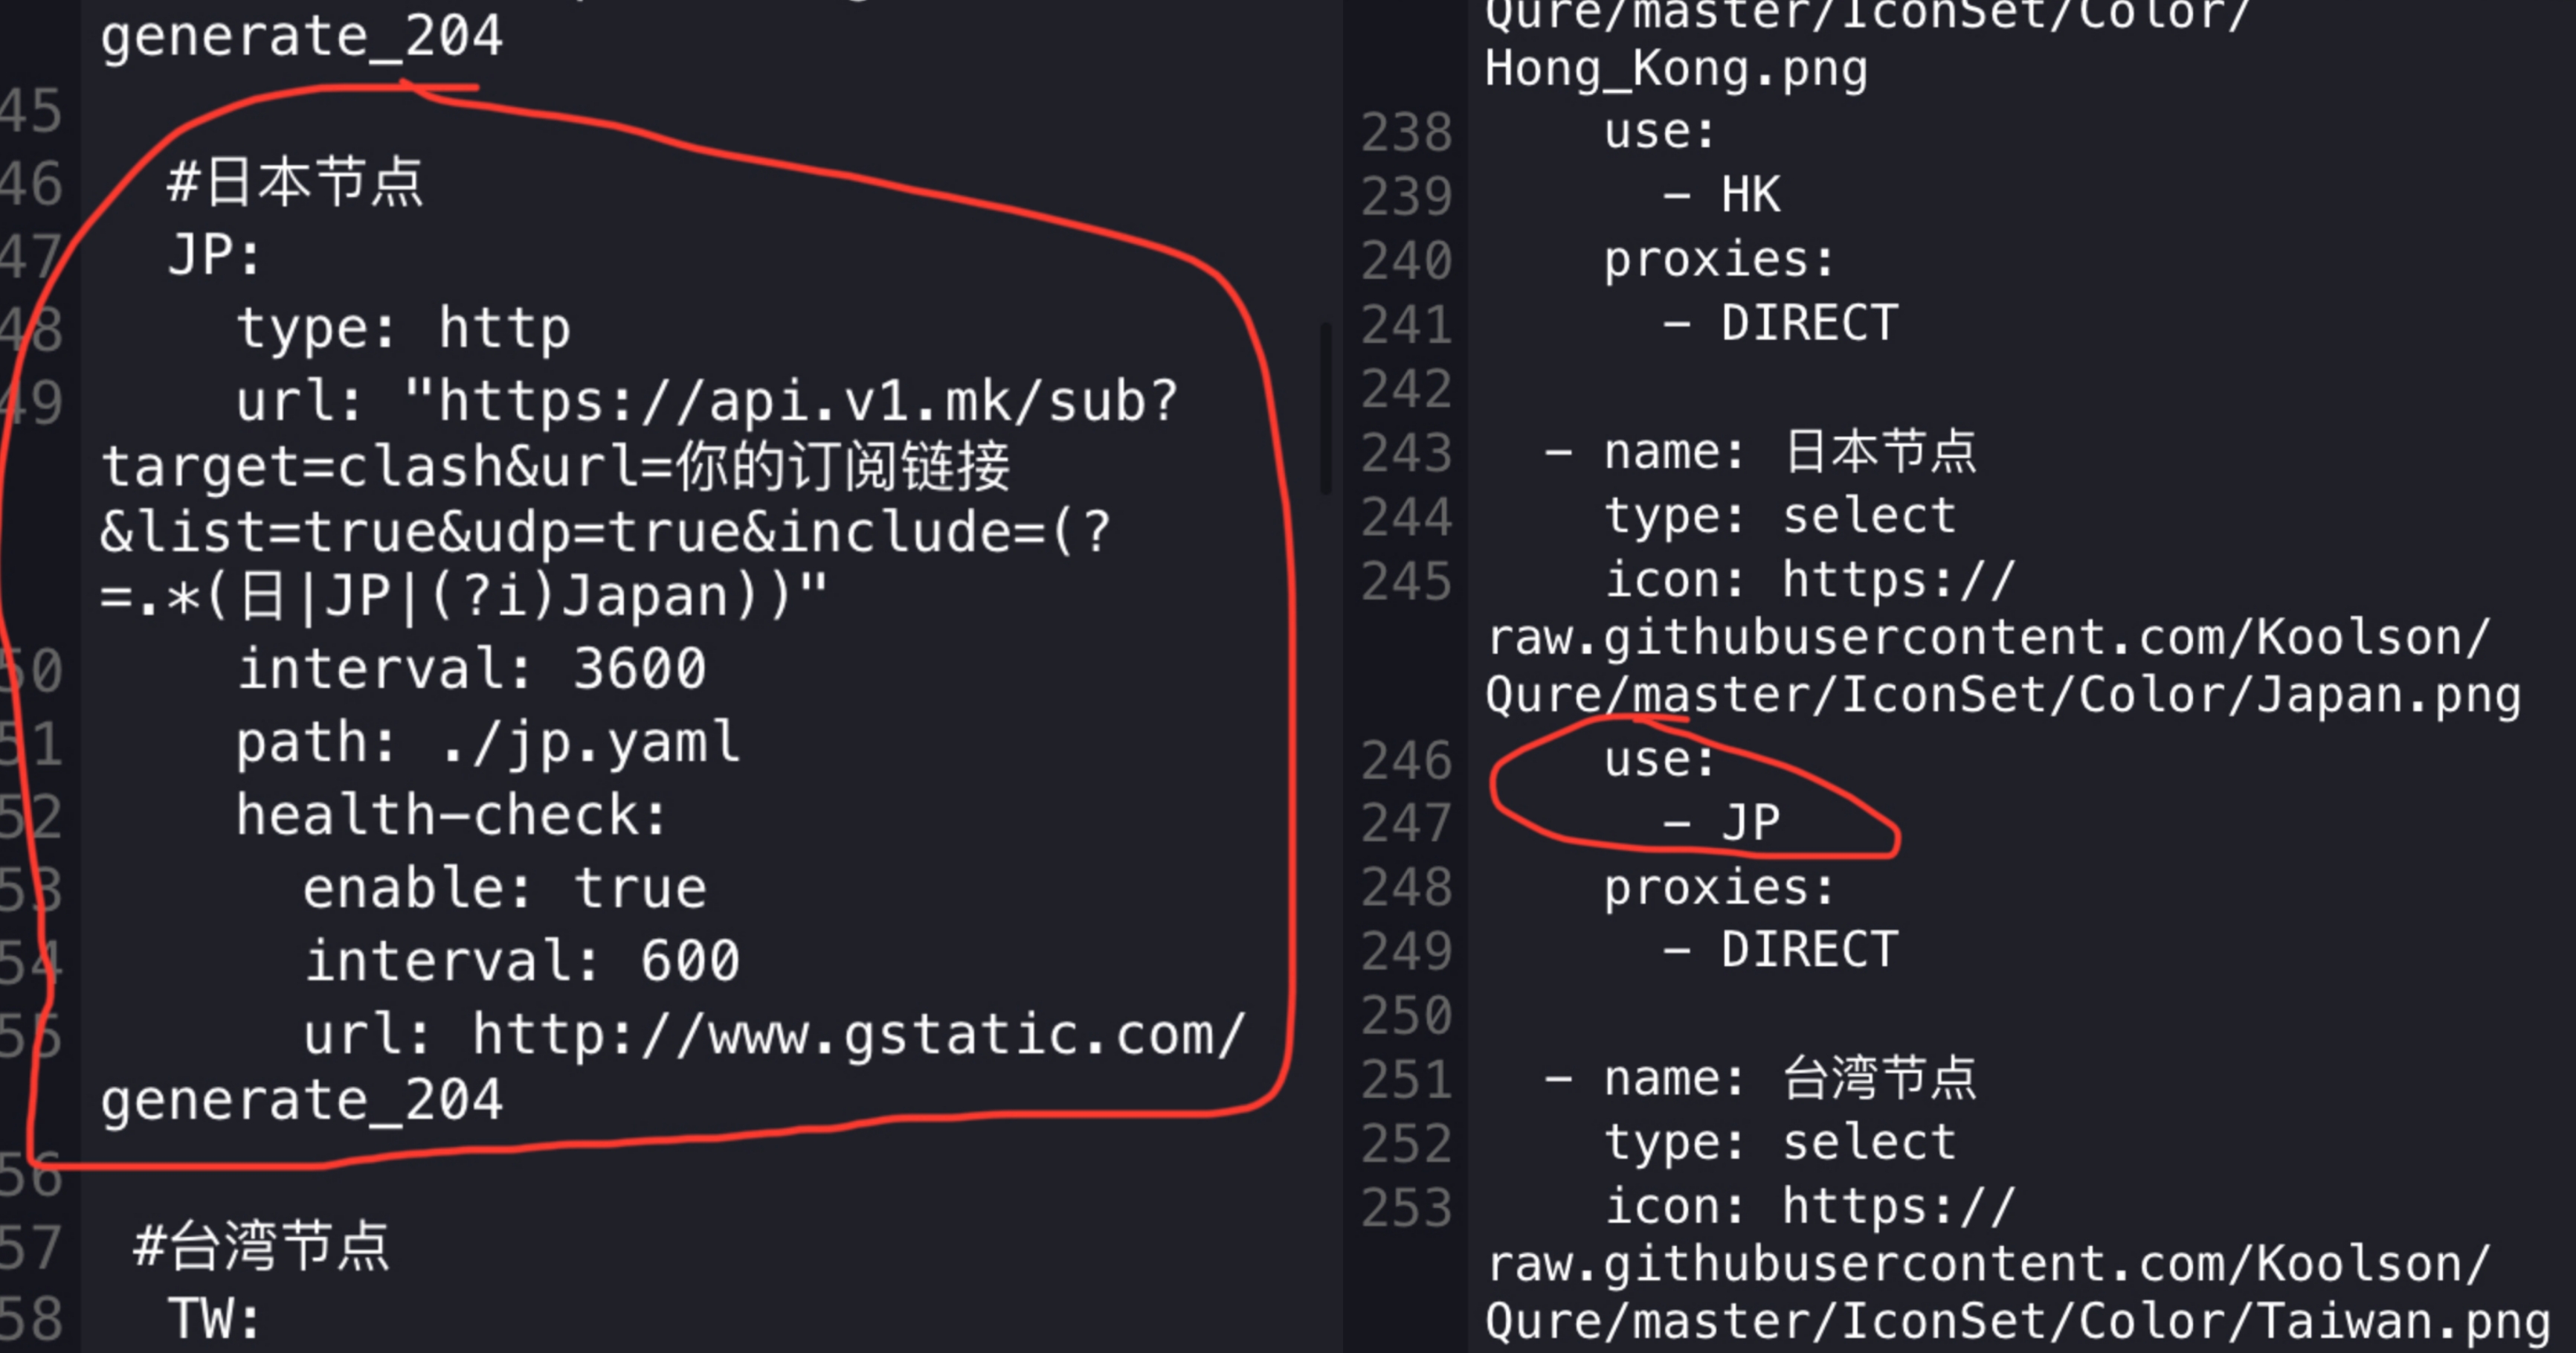 generate_204
45
46 #日本节点
47 JP:
48 type: http
49 url: "https://api.v1.mk/sub?
target=clash&url=你的订阅链接
&list=true&udp=true&include=(?
=.*(日|JP|(?i)Japan))"
50 interval: 3600
51 path: ./jp.yaml
52 health-check:
53 enable: true
54 interval: 600
55 url: http://www.gstatic.com/
generate_204
56
57 #台湾节点
58 TW:
Qure/master/IconSet/Color/
Hong_Kong.png
238 use:
239 - HK
240 proxies:
241 - DIRECT
242
243 - name: 日本节点
244 type: select
245 icon: https://
raw.githubusercontent.com/Koolson/
Qure/master/IconSet/Color/Japan.png
246 use:
247 - JP
248 proxies:
249 - DIRECT
250
251 - name: 台湾节点
252 type: select
253 icon: https://
raw.githubusercontent.com/Koolson/
Qure/master/IconSet/Color/Taiwan.png